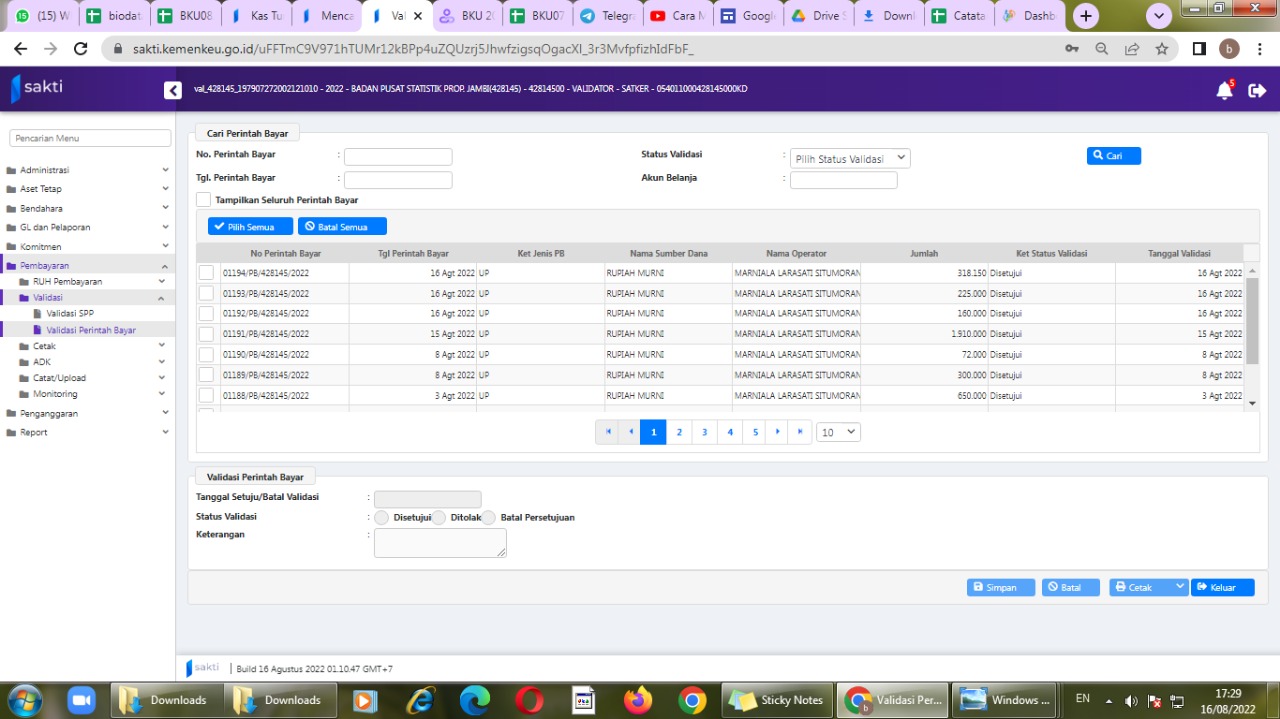 (15) W
biodat
BKU08
Kas Tu
Menca
Val
BKU 20
BKU07
Telegr
Cara M
Googl
Drive S
Downl
Catata
Dashb
sakti.kemenkeu.go.id/uFFTmC9V971hTUMr12kBPp4uZQUzrj5JhwfzigsqOgacXI_3r3MvfpfizhIdFbF_
sakti
val_428145_197907272002121010 - 2022 - BADAN PUSAT STATISTIK PROP. JAMBI(428145) - 42814500 - VALIDATOR - SATKER - 054011000428145000KD
5
Pencarian Menu
Administrasi
Aset Tetap
Bendahara
GL dan Pelaporan
Komitmen
Pembayaran
RUH Pembayaran
Validasi
Validasi SPP
Validasi Perintah Bayar
Cetak
ADK
Catat/Upload
Monitoring
Penganggaran
Report
Cari Perintah Bayar
No. Perintah Bayar :
Status Validasi : Pilih Status Validasi
Cari
Tgl. Perintah Bayar :
Akun Belanja :
Tampilkan Seluruh Perintah Bayar
Pilih Semua
Batal Semua
No Perintah Bayar Tgl Perintah Bayar Ket Jenis PB Nama Sumber Dana Nama Operator Jumlah Ket Status Validasi Tanggal Validasi
01194/PB/428145/2022 16 Agt 2022 UP RUPIAH MURNI MARNIALA LARASATI SITUMORAN 318.150 Disetujui 16 Agt 2022
01193/PB/428145/2022 16 Agt 2022 UP RUPIAH MURNI MARNIALA LARASATI SITUMORAN 225.000 Disetujui 16 Agt 2022
01192/PB/428145/2022 16 Agt 2022 UP RUPIAH MURNI MARNIALA LARASATI SITUMORAN 160.000 Disetujui 16 Agt 2022
01191/PB/428145/2022 15 Agt 2022 UP RUPIAH MURNI MARNIALA LARASATI SITUMORAN 1.910.000 Disetujui 15 Agt 2022
01190/PB/428145/2022 8 Agt 2022 UP RUPIAH MURNI MARNIALA LARASATI SITUMORAN 72.000 Disetujui 8 Agt 2022
01189/PB/428145/2022 8 Agt 2022 UP RUPIAH MURNI MARNIALA LARASATI SITUMORAN 300.000 Disetujui 8 Agt 2022
01188/PB/428145/2022 3 Agt 2022 UP RUPIAH MURNI MARNIALA LARASATI SITUMORAN 650.000 Disetujui 3 Agt 2022
1 2 3 4 5 10
Validasi Perintah Bayar
Tanggal Setuju/Batal Validasi :
Status Validasi : Disetujui Ditolak Batal Persetujuan
Keterangan :
Simpan
Batal
Cetak
Keluar
sakti | Build 16 Agustus 2022 01.10.47 GMT+7
Downloads
Downloads
Sticky Notes
Validasi Per...
Windows ...
EN
17:29
16/08/2022